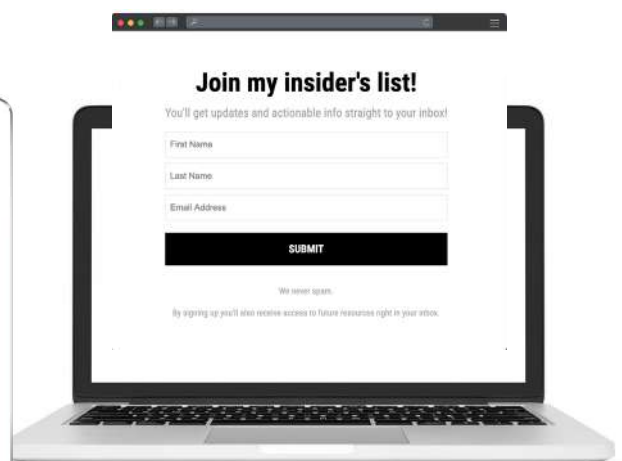 Join my insider's list!
You'll get updates and actionable info straight to your inbox!
First Name
Last Name
Email Address
SUBMIT
We never spam.
By signing up you'll also receive access to future resources right in your inbox.